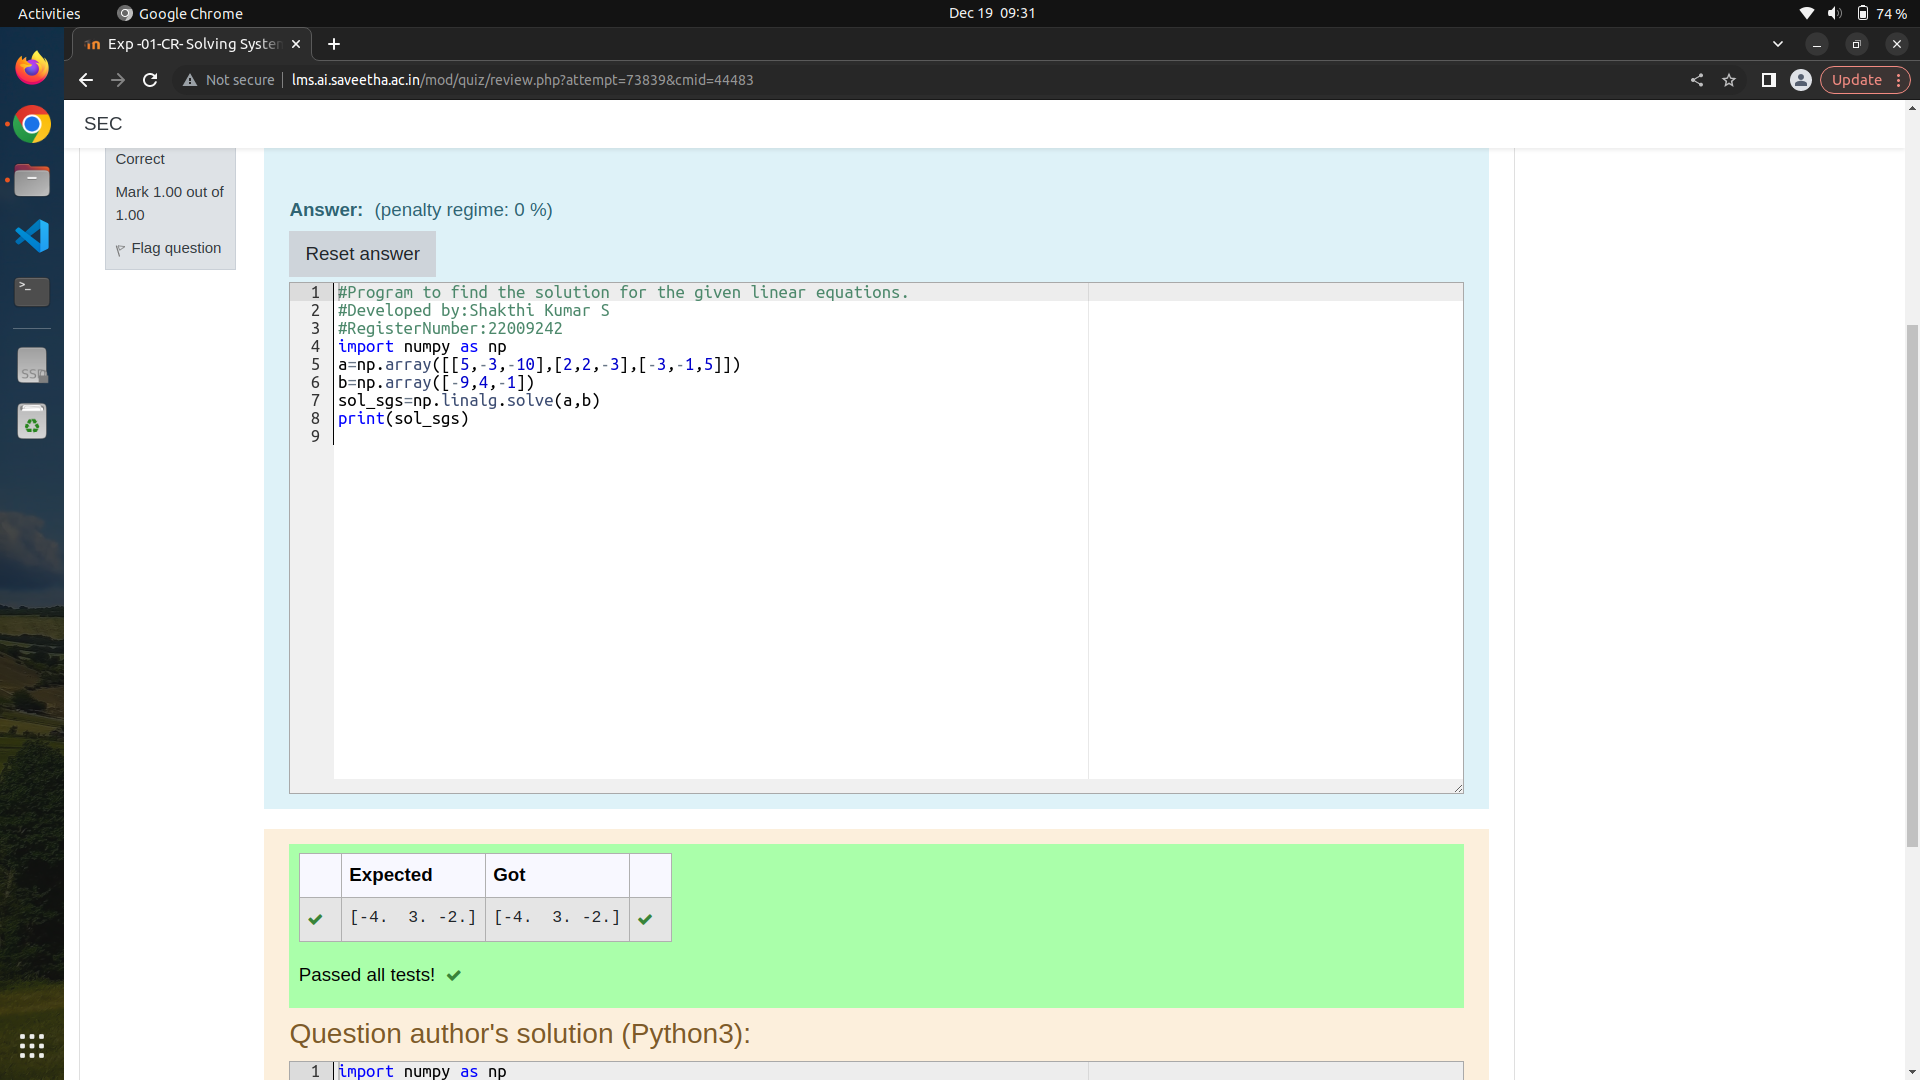 Activities
Google Chrome
Dec 19 09:31
74 %
Exp -01-CR- Solving System
Not secure
lms.ai.saveetha.ac.in/mod/quiz/review.php?attempt=73839&cmid=44483
Update
SEC
Correct
Mark 1.00 out of
1.00
Flag question
Answer: (penalty regime: 0 %)
Reset answer
1 #Program to find the solution for the given linear equations.
2 #Developed by:Shakthi Kumar S
3 #RegisterNumber:22009242
4 import numpy as np
5 a=np.array([[5,-3,-10],[2,2,-3],[-3,-1,5]])
6 b=np.array([-9,4,-1])
7 sol_sgs=np.linalg.solve(a,b)
8 print(sol_sgs)
9
Expected Got
[-4.  3. -2.] [-4.  3. -2.]
Passed all tests!
Question author's solution (Python3):
1 import numpy as np
SSD